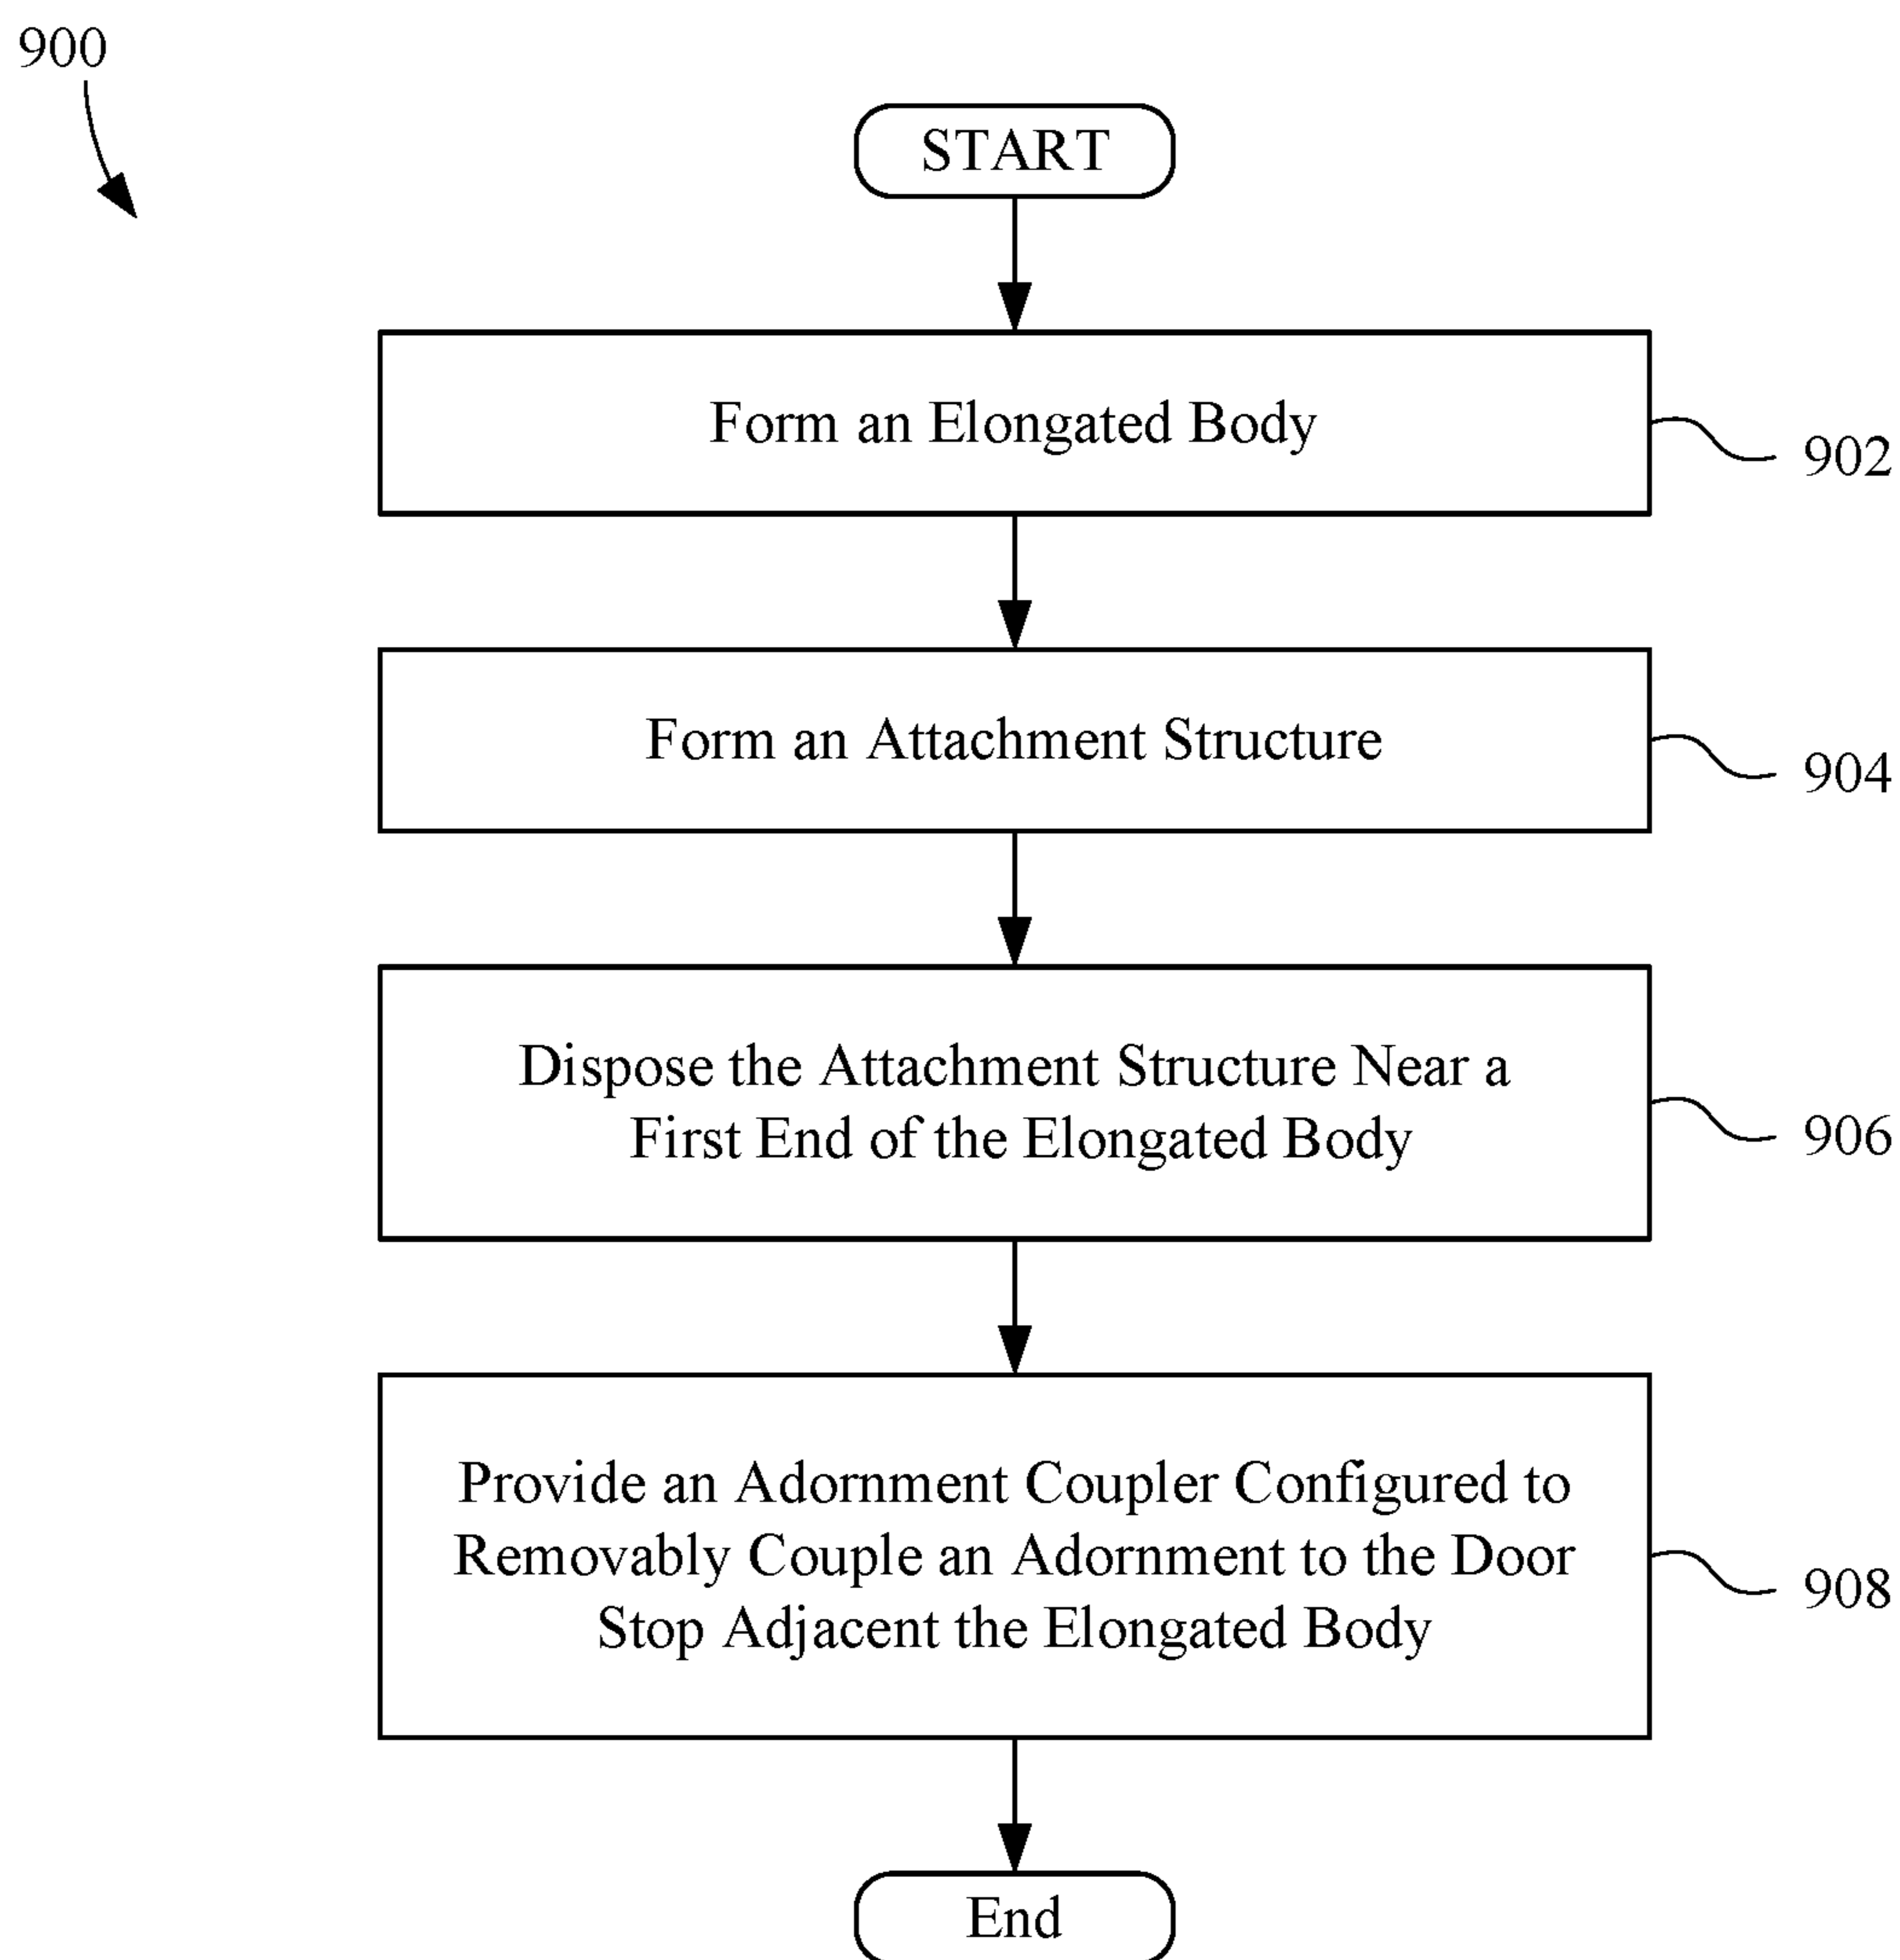 900
START
Form an Elongated Body
902
Form an Attachment Structure
904
Dispose the Attachment Structure Near a
First End of the Elongated Body
906
Provide an Adornment Coupler Configured to
Removably Couple an Adornment to the Door
Stop Adjacent the Elongated Body
908
End